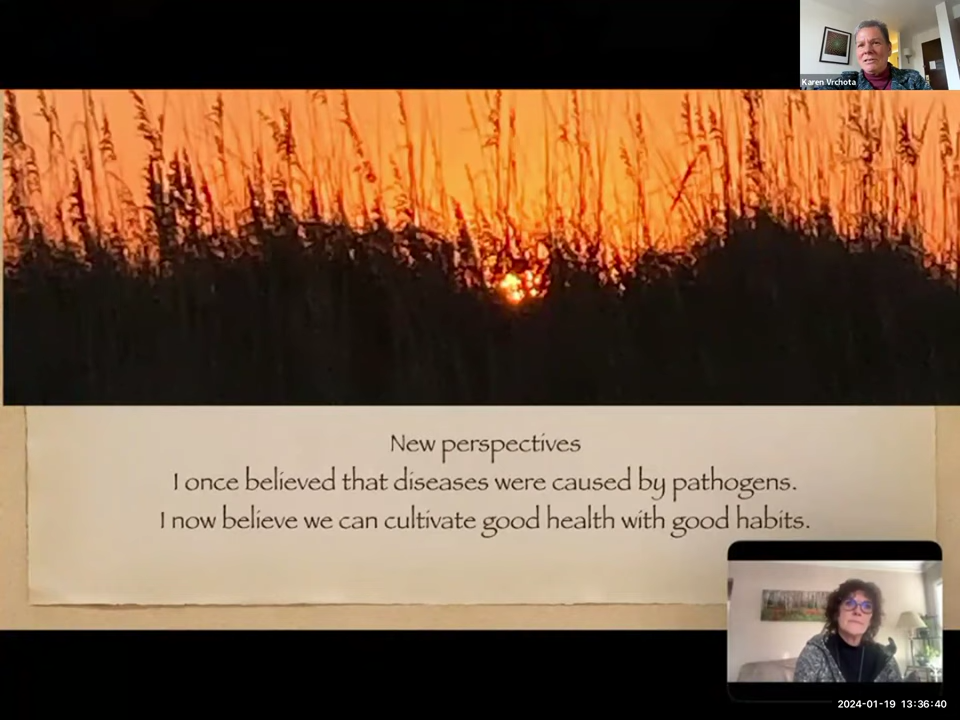 Karen Vrchota
New perspectives
I once believed that diseases were caused by pathogens.
I now believe we can cultivate good health with good habits.
2024-01-19 13:36:40